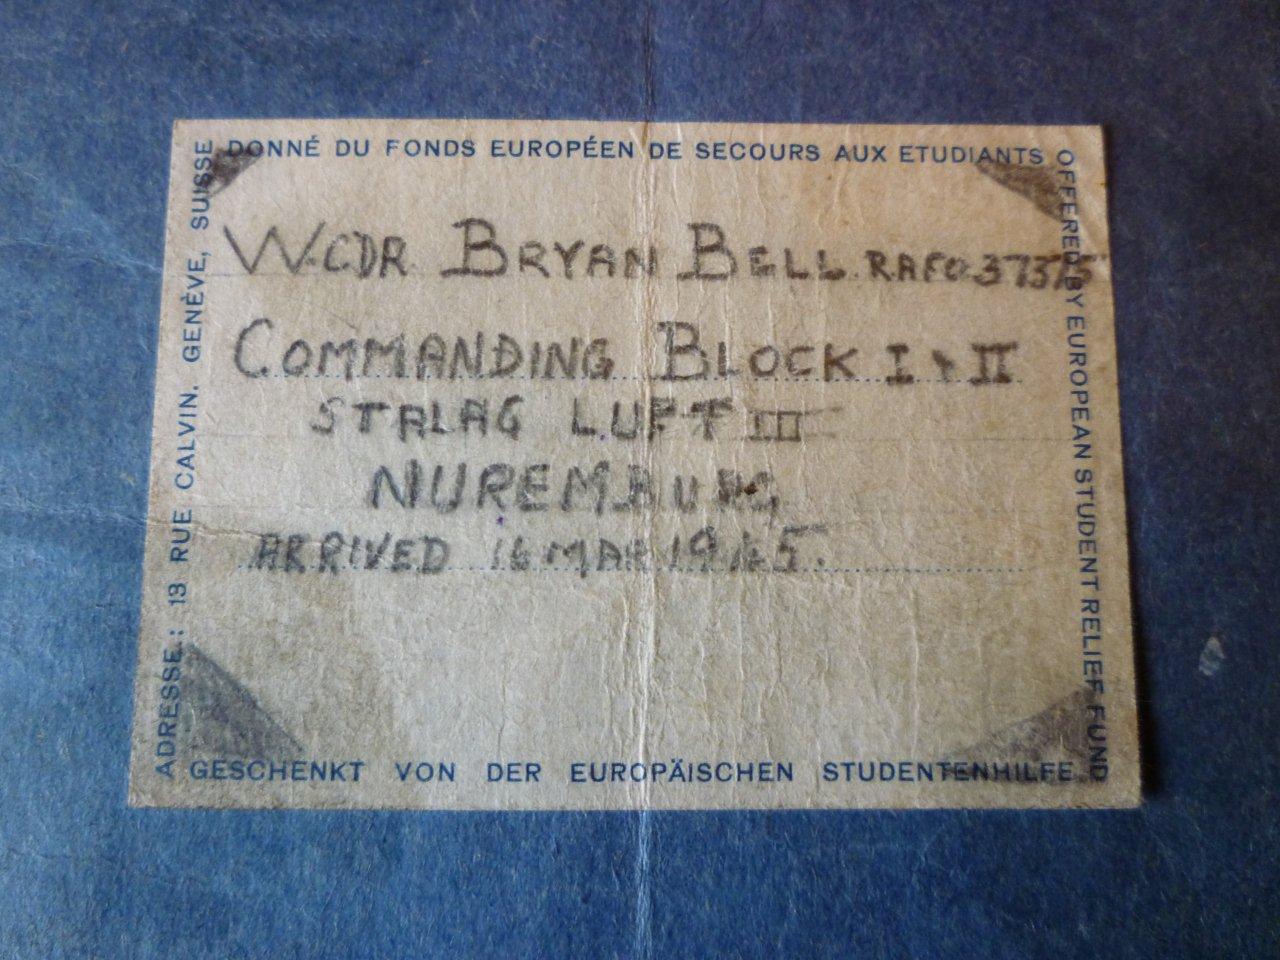 DONNÉ DU FONDS EUROPÉEN DE SECOURS AUX ETUDIANTS
OFFERED BY EUROPEAN STUDENT RELIEF FUND
GESCHENKT VON DER EUROPÄISCHEN STUDENTENHILFE
ADRESSE: 13 RUE CALVIN. GENÈVE, SUISSE
W.CDR BRYAN BELL RAFO 37375
COMMANDING BLOCK I & II
STALAG LUFT III
NUREMBURG
ARRIVED 16 MAR 1945.